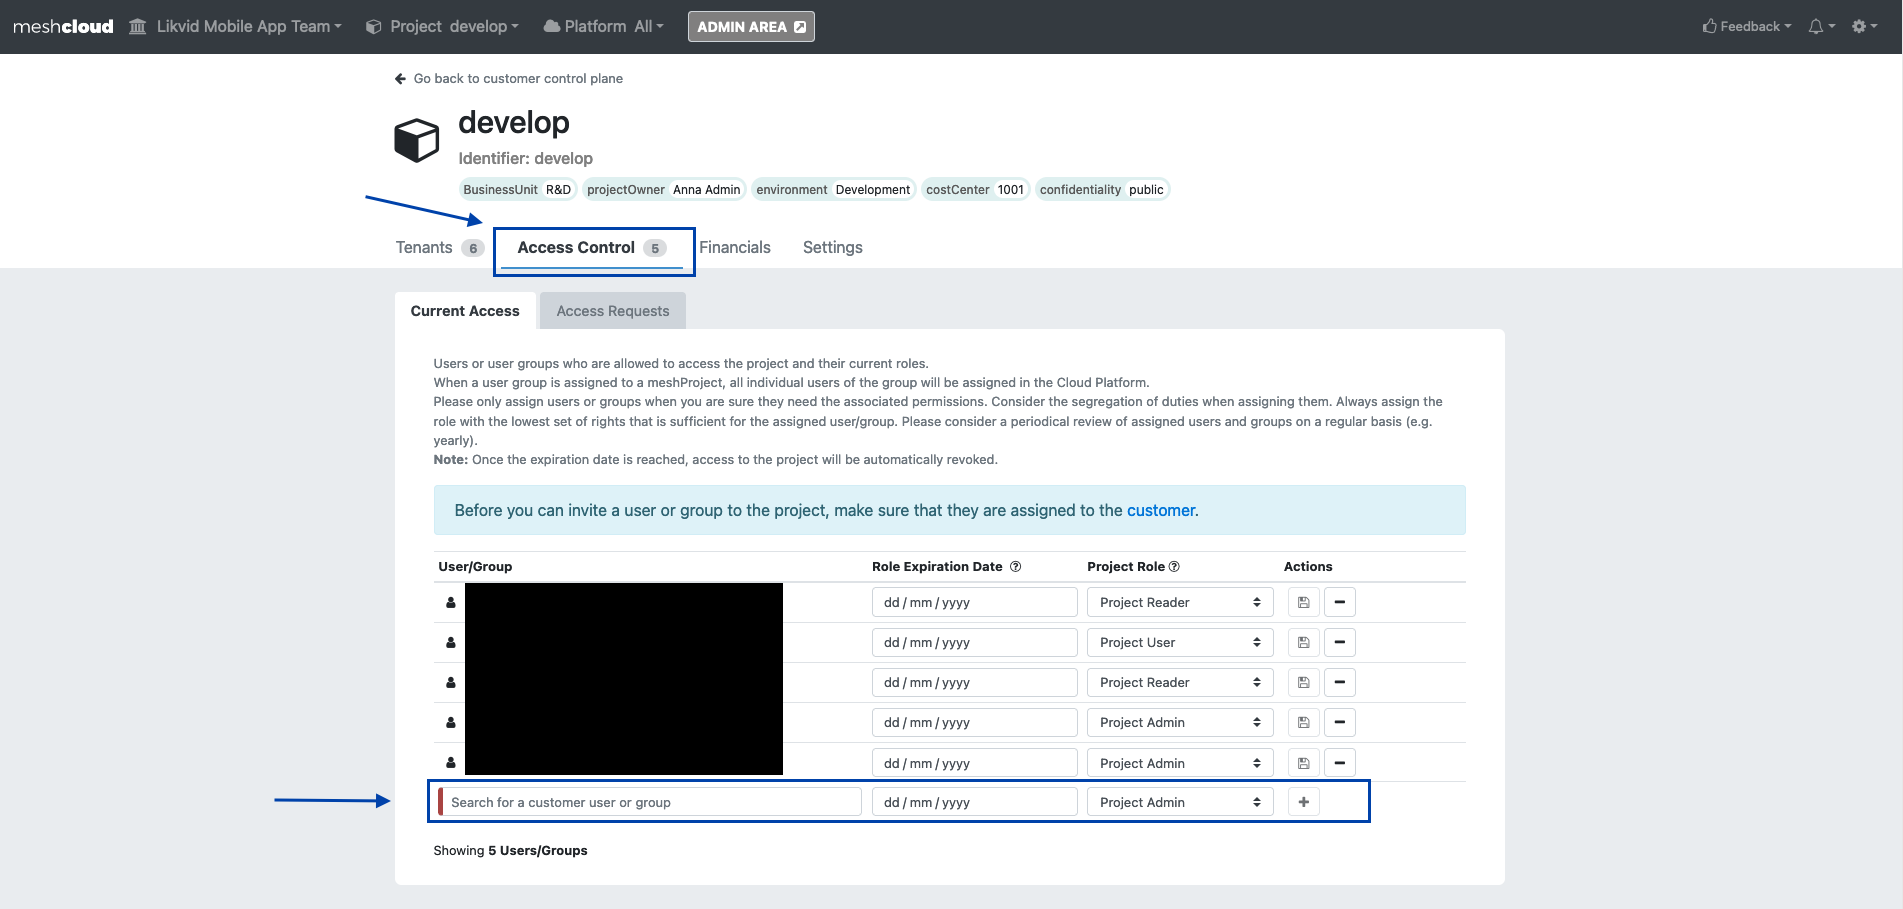 meshcloud Likvid Mobile App Team Project develop Platform All ADMIN AREA Feedback
Go back to customer control plane
develop
Identifier: develop
BusinessUnit R&D projectOwner Anna Admin environment Development costCenter 1001 confidentiality public
Tenants 6 Access Control 5 Financials Settings
Current Access Access Requests
Users or user groups who are allowed to access the project and their current roles.
When a user group is assigned to a meshProject, all individual users of the group will be assigned in the Cloud Platform.
Please only assign users or groups when you are sure they need the associated permissions. Consider the segregation of duties when assigning them. Always assign the
role with the lowest set of rights that is sufficient for the assigned user/group. Please consider a periodical review of assigned users and groups on a regular basis (e.g.
yearly).
Note: Once the expiration date is reached, access to the project will be automatically revoked.
Before you can invite a user or group to the project, make sure that they are assigned to the customer.
User/Group Role Expiration Date Project Role Actions
dd/mm/yyyy Project Reader
dd/mm/yyyy Project User
dd/mm/yyyy Project Reader
dd/mm/yyyy Project Admin
dd/mm/yyyy Project Admin
Search for a customer user or group dd/mm/yyyy Project Admin
Showing 5 Users/Groups